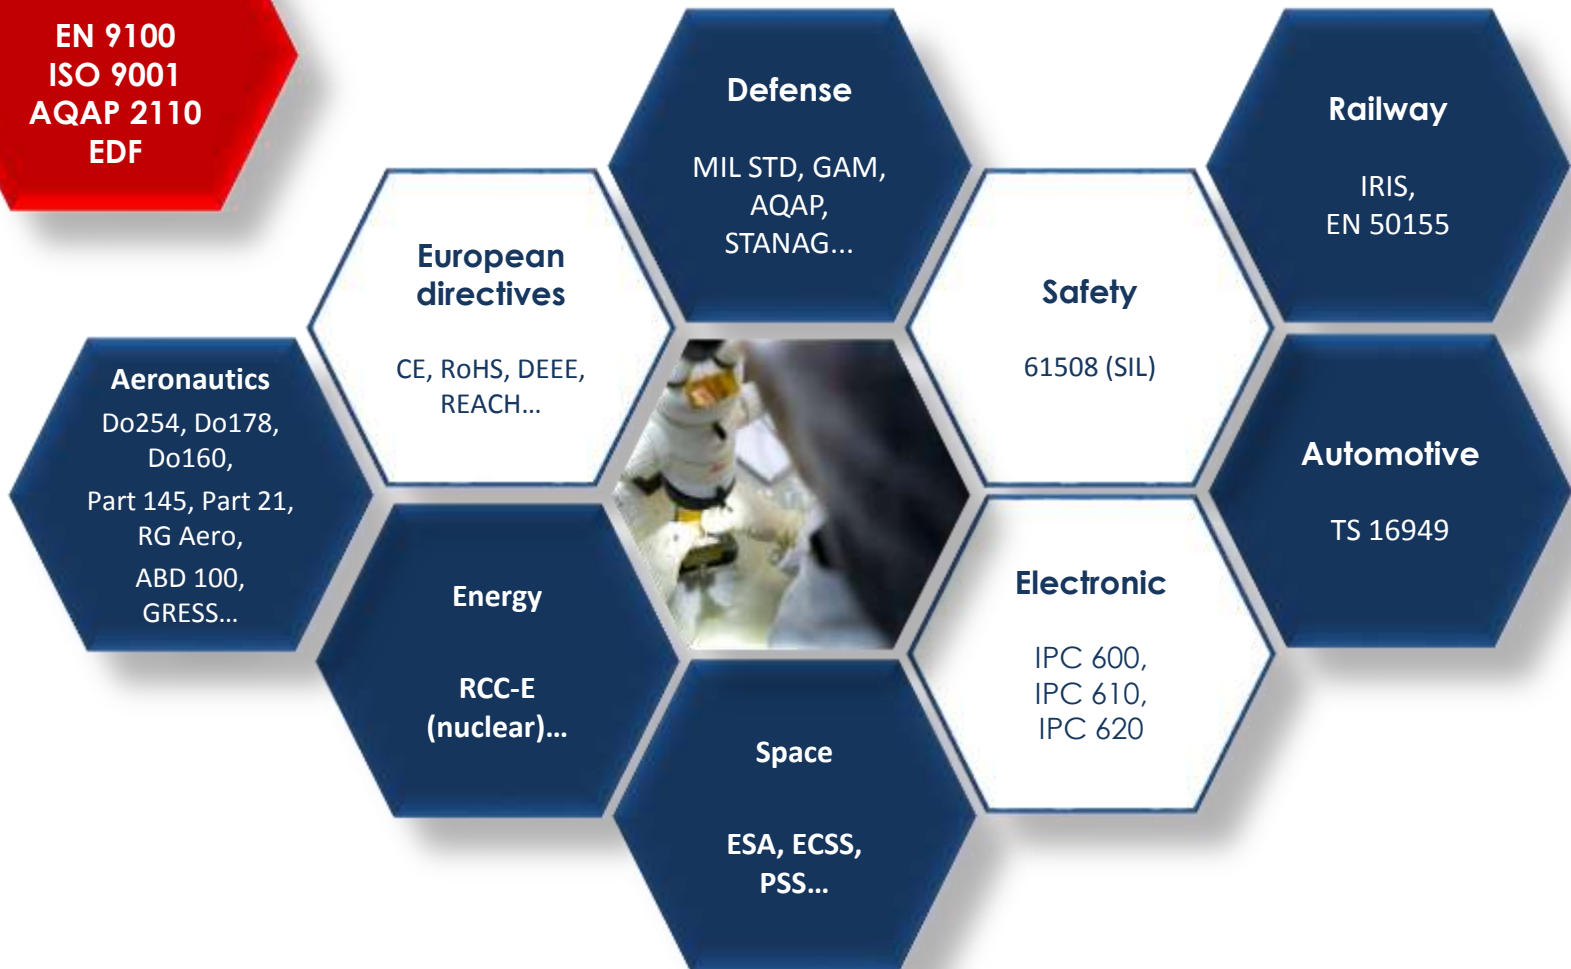 EN 9100
ISO 9001
AQAP 2110
EDF
Defense
MIL STD, GAM,
AQAP,
STANAG...
Railway
IRIS,
EN 50155
European
directives
CE, RoHS, DEEE,
REACH...
Safety
61508 (SIL)
Aeronautics
Do254, Do178,
Do160,
Part 145, Part 21,
RG Aero,
ABD 100,
GRESS...
Automotive
TS 16949
Energy
RCC-E
(nuclear)...
Electronic
IPC 600,
IPC 610,
IPC 620
Space
ESA, ECSS,
PSS...